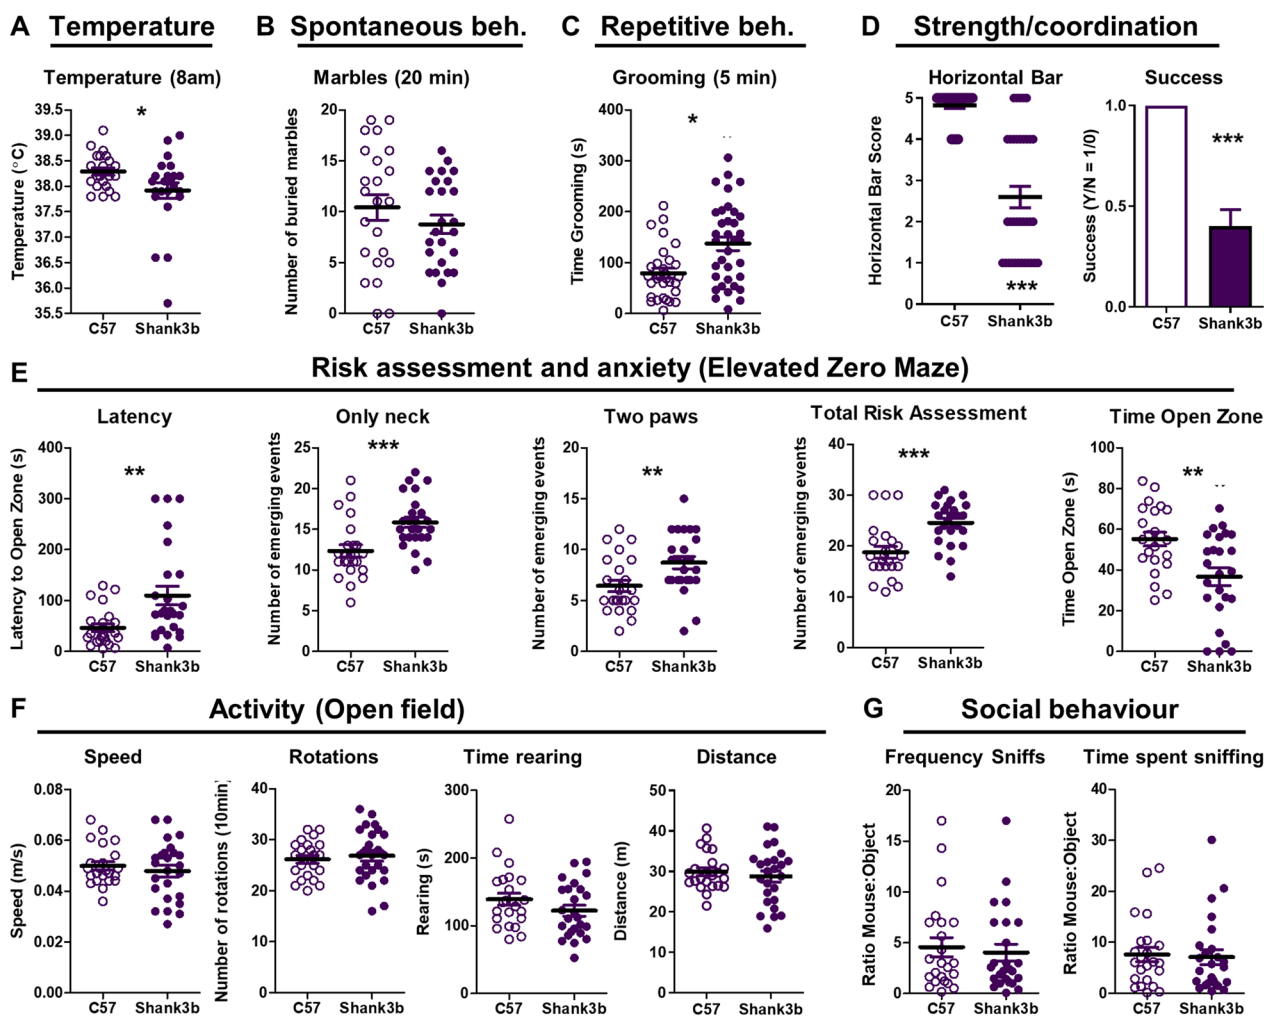 A Temperature
Temperature (8am)
*
Temperature (°C)
39.5
39.0
38.5
38.0
37.5
37.0
36.5
36.0
35.5
C57 Shank3b
B Spontaneous beh.
Marbles (20 min)
Number of buried marbles
20
15
10
5
0
C57 Shank3b
C Repetitive beh.
Grooming (5 min)
*
Time Grooming (s)
400
300
200
100
0
C57 Shank3b
D Strength/coordination
Horizontal Bar
Horizontal Bar Score
5
4
3
2
1
0
***
C57 Shank3b
Success
***
Success (Y/N = 1/0)
1.0
0.5
0.0
C57 Shank3b
E Risk assessment and anxiety (Elevated Zero Maze)
Latency
**
Latency to Open Zone (s)
400
300
200
100
0
C57 Shank3b
Only neck
***
Number of emerging events
25
20
15
10
5
0
C57 Shank3b
Two paws
**
Number of emerging events
20
15
10
5
0
C57 Shank3b
Total Risk Assessment
***
Number of emerging events
40
30
20
10
0
C57 Shank3b
Time Open Zone
**
Time Open Zone (s)
100
80
60
40
20
0
C57 Shank3b
F Activity (Open field)
Speed
Speed (m/s)
0.08
0.06
0.04
0.02
0.00
C57 Shank3b
Rotations
Number of rotations (10min)
40
30
20
10
0
C57 Shank3b
Time rearing
Rearing (s)
300
200
100
0
C57 Shank3b
Distance
Distance (m)
50
40
30
20
10
0
C57 Shank3b
G Social behaviour
Frequency Sniffs
Ratio Mouse:Object
20
15
10
5
0
C57 Shank3b
Time spent sniffing
Ratio Mouse:Object
40
30
20
10
0
C57 Shank3b